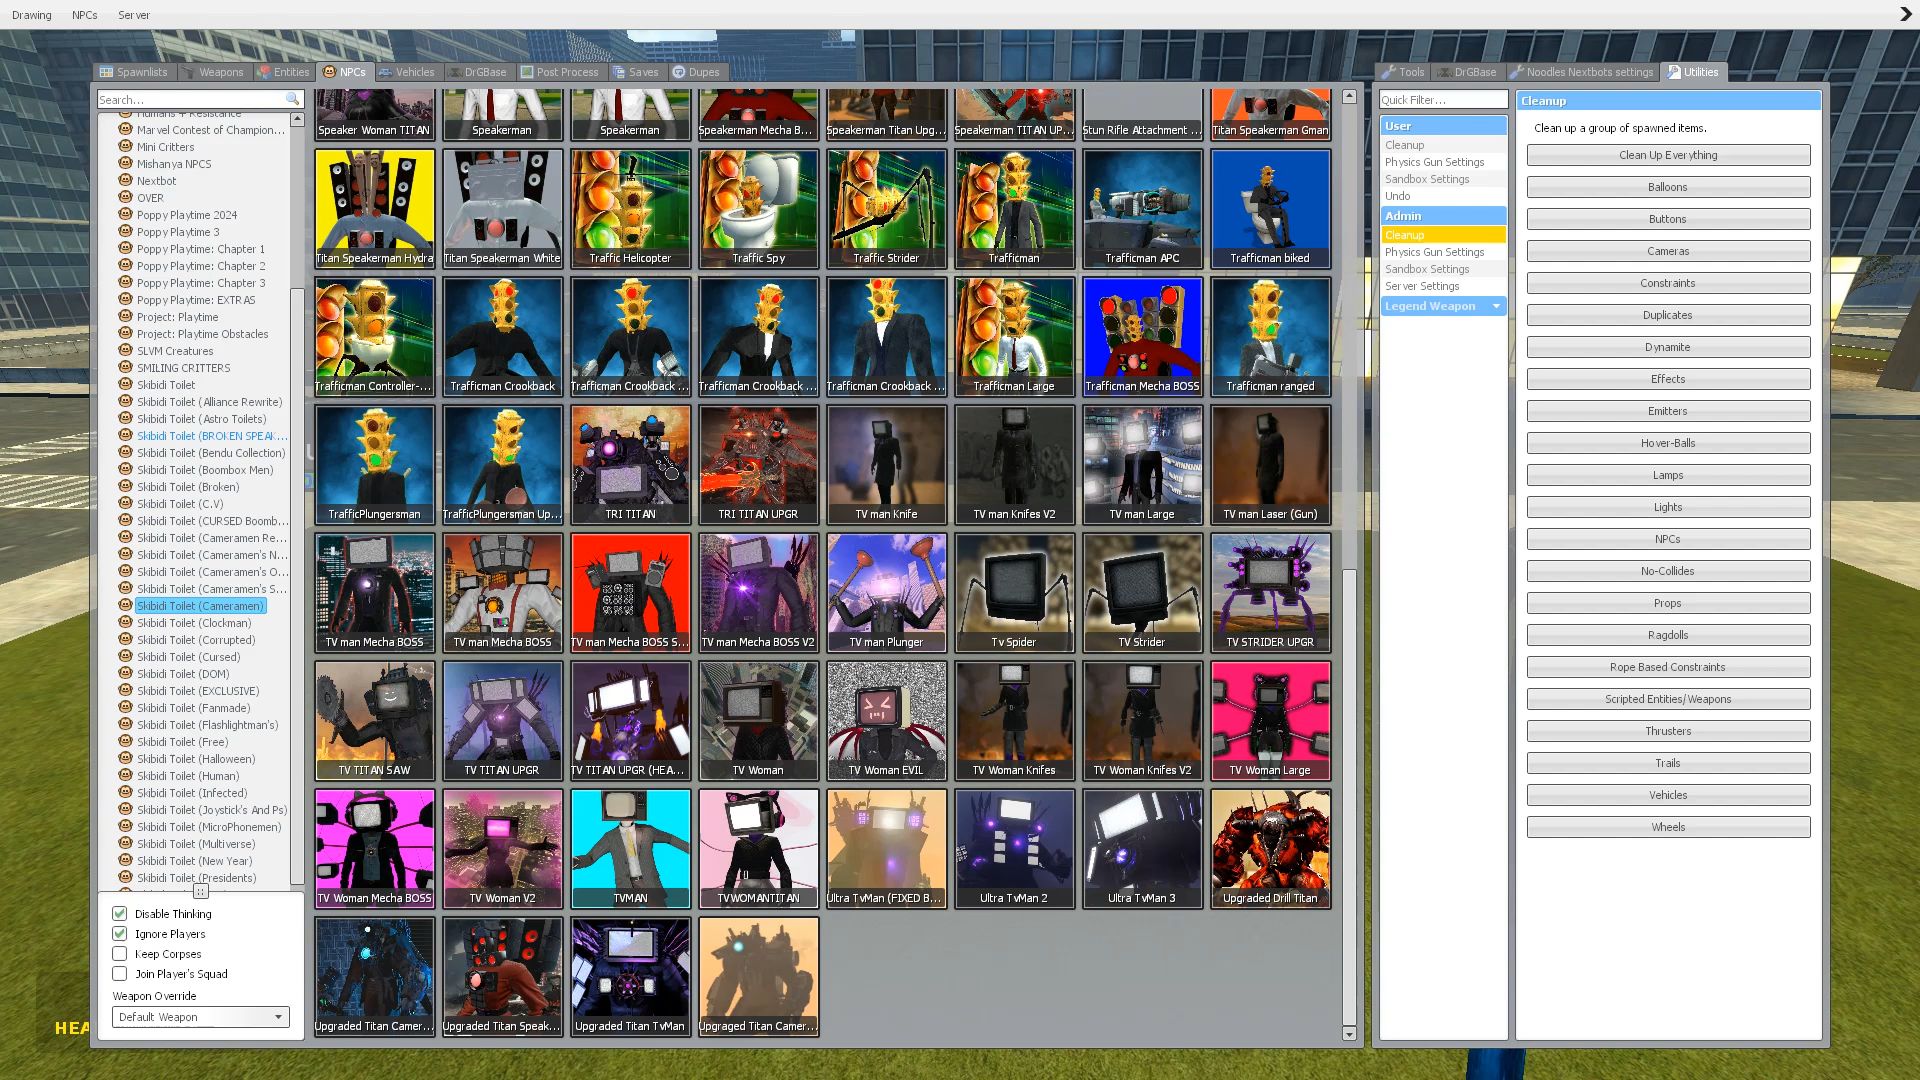 Drawing NPCs Server
Spawnlists Weapons Entities NPCs Vehicles DrGBase Post Process Saves Dupes
Tools DrGBase Noodles Nextbots settings Utilities
Search...
Humans + Resistance
Marvel Contest of Champion...
Mini Critters
Mishanya NPCS
Nextbot
OVER
Poppy Playtime 2024
Poppy Playtime 3
Poppy Playtime: Chapter 1
Poppy Playtime: Chapter 2
Poppy Playtime: Chapter 3
Poppy Playtime: EXTRAS
Project: Playtime
Project: Playtime Obstacles
SLVM Creatures
SMILING CRITTERS
Skibidi Toilet
Skibidi Toilet (Alliance Rewrite)
Skibidi Toilet (Astro Toilets)
Skibidi Toilet (BROKEN SPEAK...
Skibidi Toilet (Bendu Collection)
Skibidi Toilet (Boombox Men)
Skibidi Toilet (Broken)
Skibidi Toilet (C.V)
Skibidi Toilet (CURSED Boomb...
Skibidi Toilet (Cameramen Re...
Skibidi Toilet (Cameramen's N...
Skibidi Toilet (Cameramen's O...
Skibidi Toilet (Cameramen's S...
Skibidi Toilet (Cameramen)
Skibidi Toilet (Clockman)
Skibidi Toilet (Corrupted)
Skibidi Toilet (Cursed)
Skibidi Toilet (DOM)
Skibidi Toilet (EXCLUSIVE)
Skibidi Toilet (Fanmade)
Skibidi Toilet (Flashlightman's)
Skibidi Toilet (Free)
Skibidi Toilet (Halloween)
Skibidi Toilet (Human)
Skibidi Toilet (Infected)
Skibidi Toilet (Joystick's And Ps)
Skibidi Toilet (MicroPhonemen)
Skibidi Toilet (Multiverse)
Skibidi Toilet (New Year)
Skibidi Toilet (Presidents)
Disable Thinking
Ignore Players
Keep Corpses
Join Player's Squad
Weapon Override
Default Weapon
HEA
Speaker Woman TITAN Speakerman Speakerman Speakerman Mecha B... Speakerman Titan Upg... Speakerman TITAN UP... Stun Rifle Attachment ... Titan Speakerman Gman
Titan Speakerman Hydra Titan Speakerman White Traffic Helicopter Traffic Spy Traffic Strider Trafficman Trafficman APC Trafficman biked
Trafficman Controller-... Trafficman Crookback Trafficman Crookback ... Trafficman Crookback ... Trafficman Crookback ... Trafficman Large Trafficman Mecha BOSS Trafficman ranged
TrafficPlungersman TrafficPlungersman Up... TRI TITAN TRI TITAN UPGR TV man Knife TV man Knifes V2 TV man Large TV man Laser (Gun)
TV man Mecha BOSS TV man Mecha BOSS TV man Mecha BOSS S... TV man Mecha BOSS V2 TV man Plunger Tv Spider TV Strider TV STRIDER UPGR
TV TITAN SAW TV TITAN UPGR TV TITAN UPGR (HEA... TV Woman TV Woman EVIL TV Woman Knifes TV Woman Knifes V2 TV Woman Large
TV Woman Mecha BOSS TV Woman V2 TVMAN TVWOMANTITAN Ultra TvMan (FIXED B... Ultra TvMan 2 Ultra TvMan 3 Upgraded Drill Titan
Upgraded Titan Camer... Upgraded Titan Speak... Upgraded Titan TvMan Upgraged Titan Camer...
Quick Filter...
User
Cleanup
Physics Gun Settings
Sandbox Settings
Undo
Admin
Cleanup
Physics Gun Settings
Sandbox Settings
Server Settings
Legend Weapon
Cleanup
Clean up a group of spawned items.
Clean Up Everything
Balloons
Buttons
Cameras
Constraints
Duplicates
Dynamite
Effects
Emitters
Hover-Balls
Lamps
Lights
NPCs
No-Collides
Props
Ragdolls
Rope Based Constraints
Scripted Entities/Weapons
Thrusters
Trails
Vehicles
Wheels